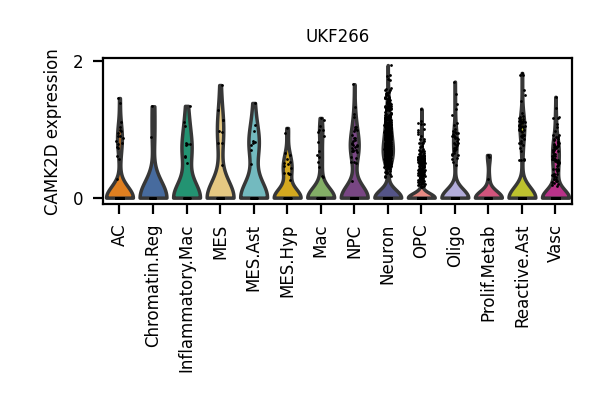 UKF266
CAMK2D expression
2
0
AC
Chromatin.Reg
Inflammatory.Mac
MES
MES.Ast
MES.Hyp
Mac
NPC
Neuron
OPC
Oligo
Prolif.Metab
Reactive.Ast
Vasc